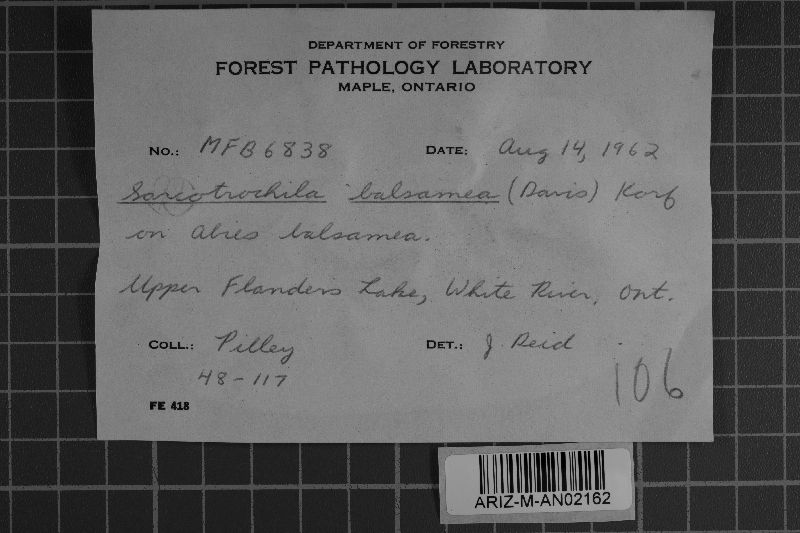 DEPARTMENT OF FORESTRY
FOREST PATHOLOGY LABORATORY
MAPLE, ONTARIO
NO.: MFB6838 DATE: Aug 14, 1962
Sarcotrochila balsamea (Davis) Korf
on Abies balsamea.
Upper Flanders Lake, White River, Ont.
COLL.: Pilley DET.: J. Reid
48-117
106
FE 418
ARIZ-M-AN02162